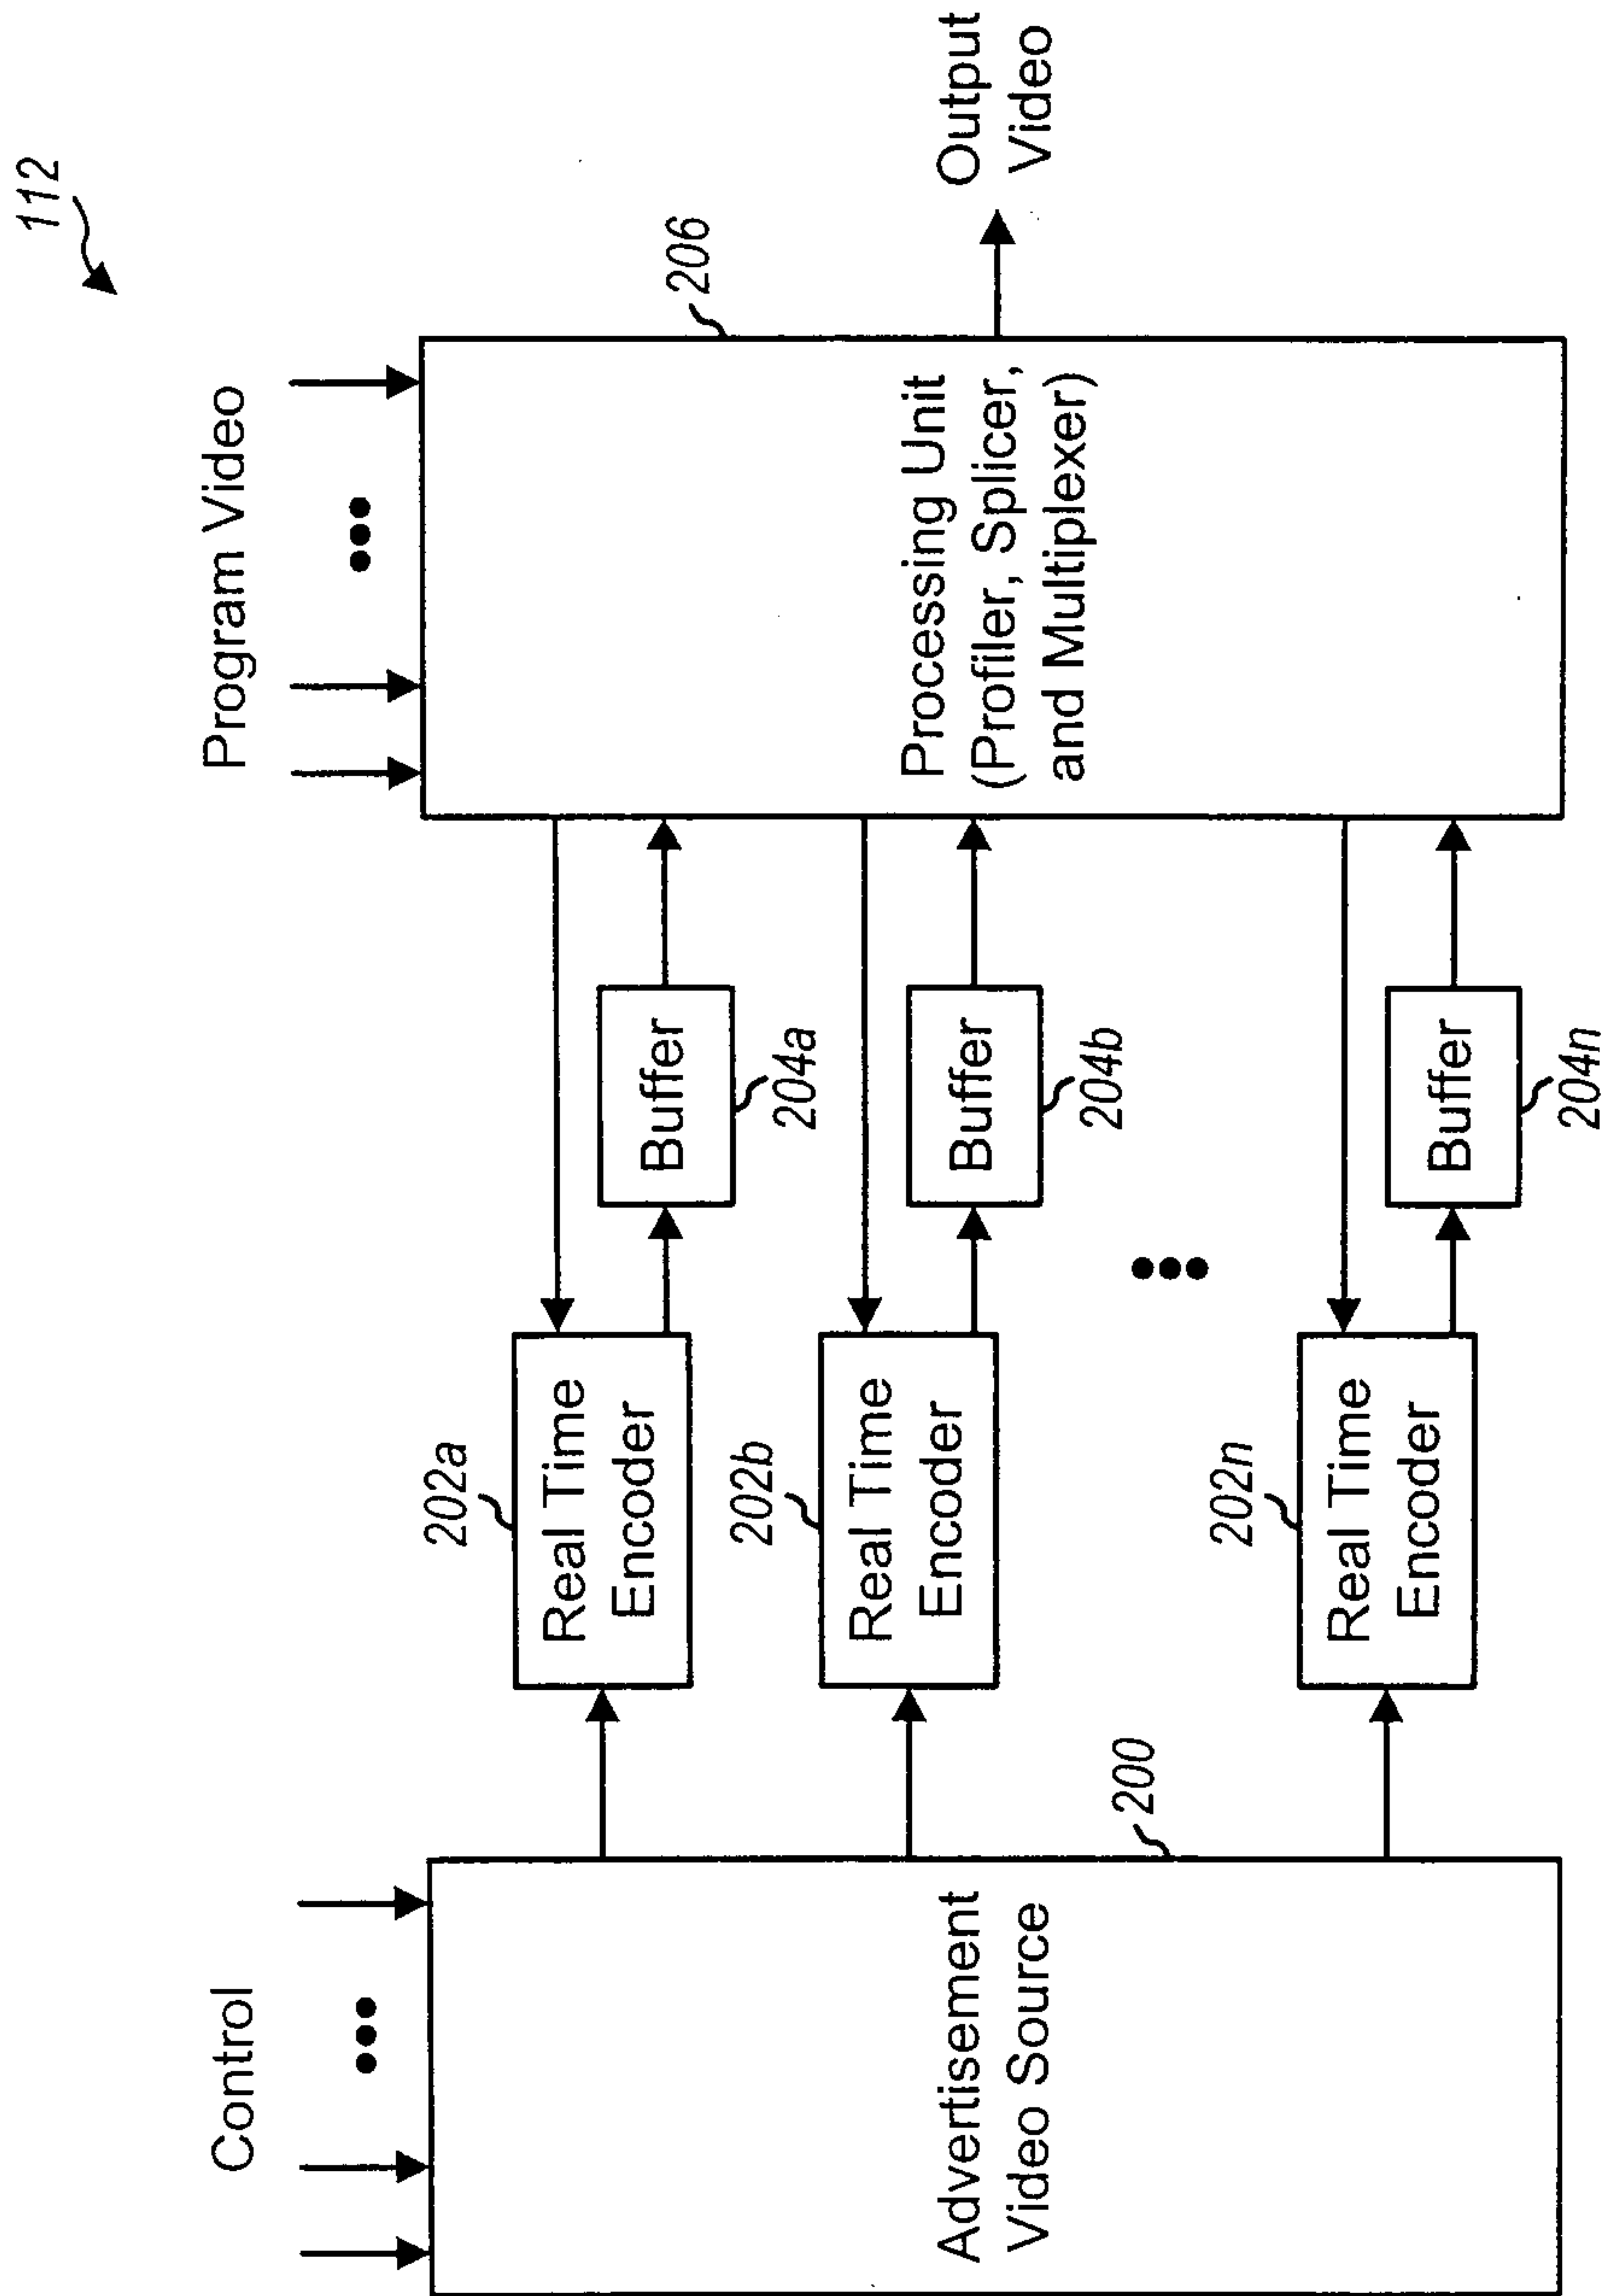 112
Control
Program Video
Advertisement
Video Source
200
202a
Real Time
Encoder
Buffer
204a
202b
Real Time
Encoder
Buffer
204b
202n
Real Time
Encoder
Buffer
204n
206
Processing Unit
(Profiler, Splicer,
and Multiplexer)
Output
Video